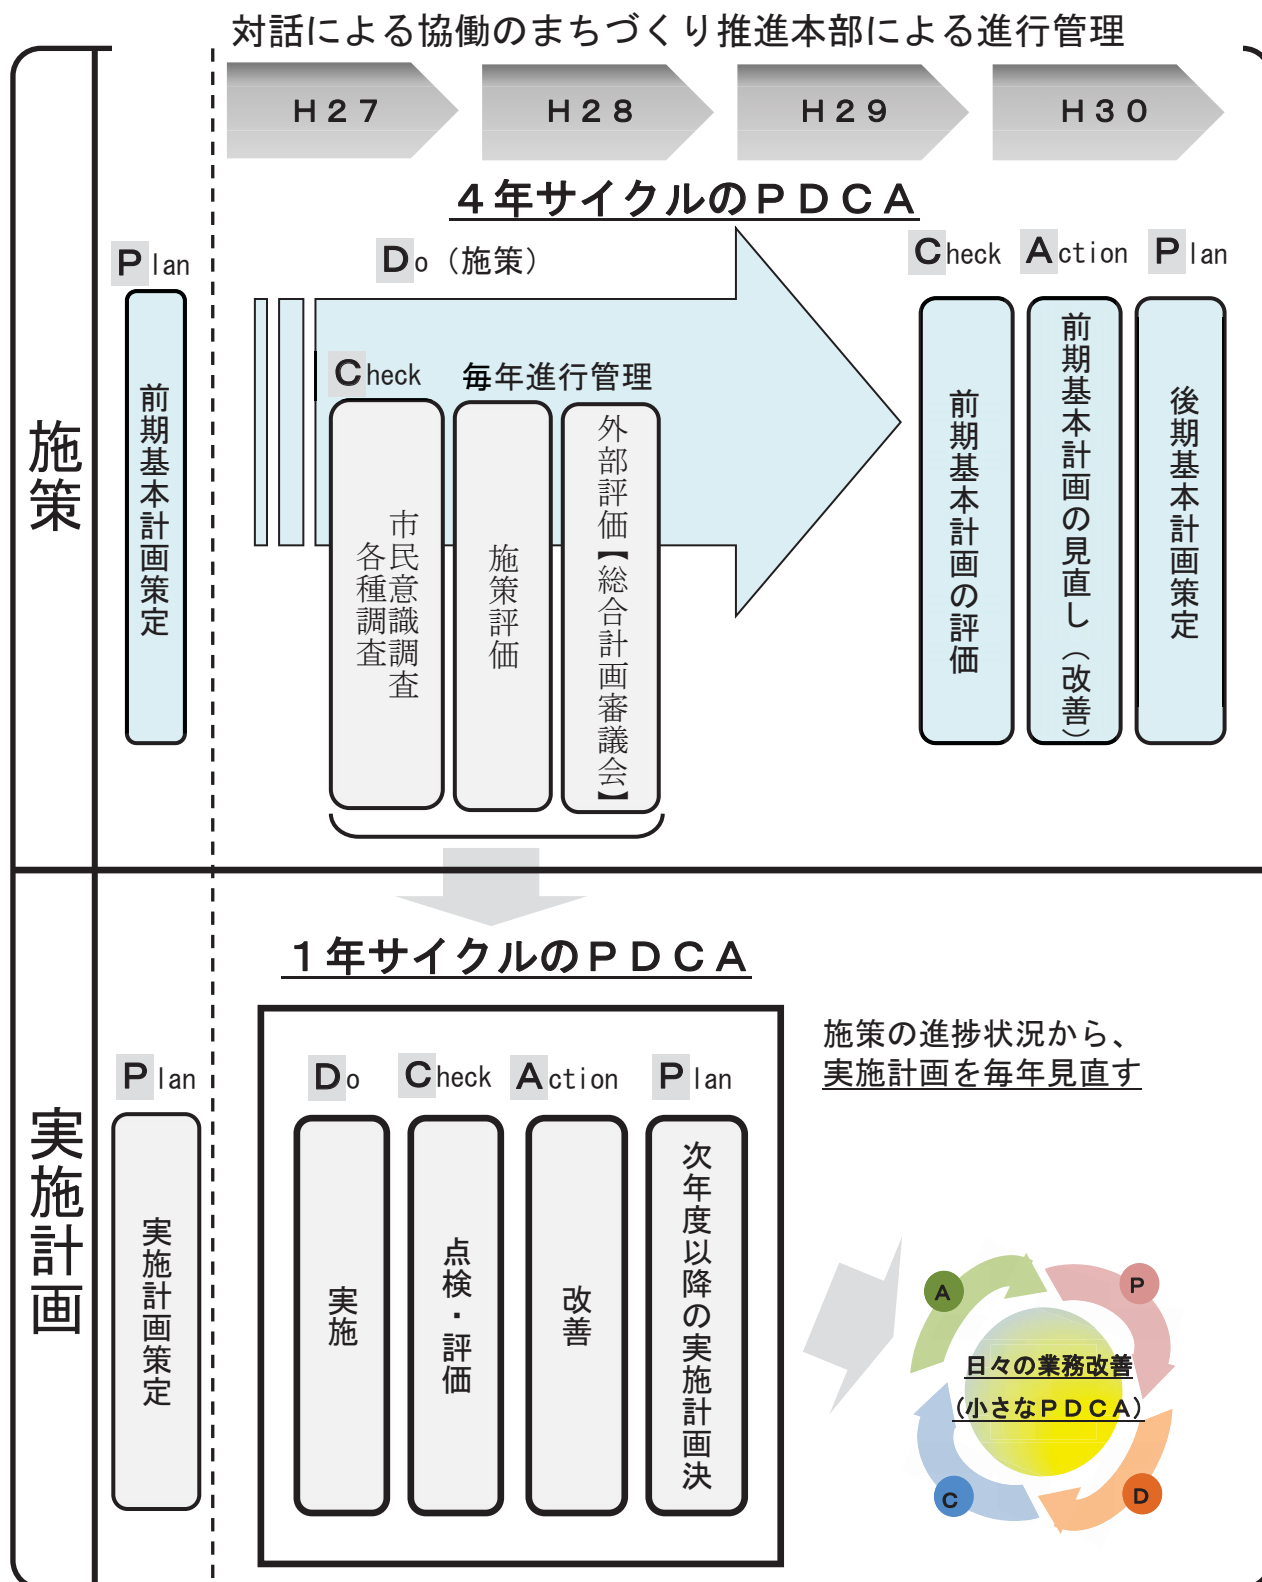 対話による協働のまちづくり推進本部による進行管理
H27
H28
H29
H30
4年サイクルのPDCA
施策
Plan
前期基本計画策定
Do（施策）
Check 毎年進行管理
市民意識調査
各種調査
施策評価
外部評価【総合計画審議会】
Check
前期基本計画の評価
Action
前期基本計画の見直し（改善）
Plan
後期基本計画策定
1年サイクルのPDCA
実施計画
Plan
実施計画策定
Do
実施
Check
点検・評価
Action
改善
Plan
次年度以降の実施計画決
施策の進捗状況から、
実施計画を毎年見直す
A
P
日々の業務改善
(小さなPDCA)
C
D